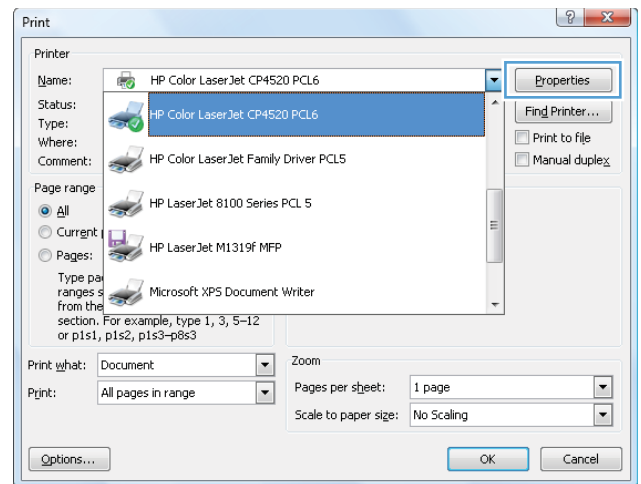 Print
Printer
Name: HP Color LaserJet CP4520 PCL6 Properties
Status: HP Color LaserJet CP4520 PCL6 Find Printer...
Type:
Where: Print to file
Comment: HP Color LaserJet Family Driver PCL5 Manual duplex
Page range
All HP LaserJet 8100 Series PCL 5
Current
Pages: HP LaserJet M1319f MFP
Type
ranges Microsoft XPS Document Writer
from the
section. For example, type 1, 3, 5–12
or p1s1, p1s2, p1s3–p8s3
Print what: Document Zoom
Print: All pages in range Pages per sheet: 1 page
Scale to paper size: No Scaling
Options... OK Cancel